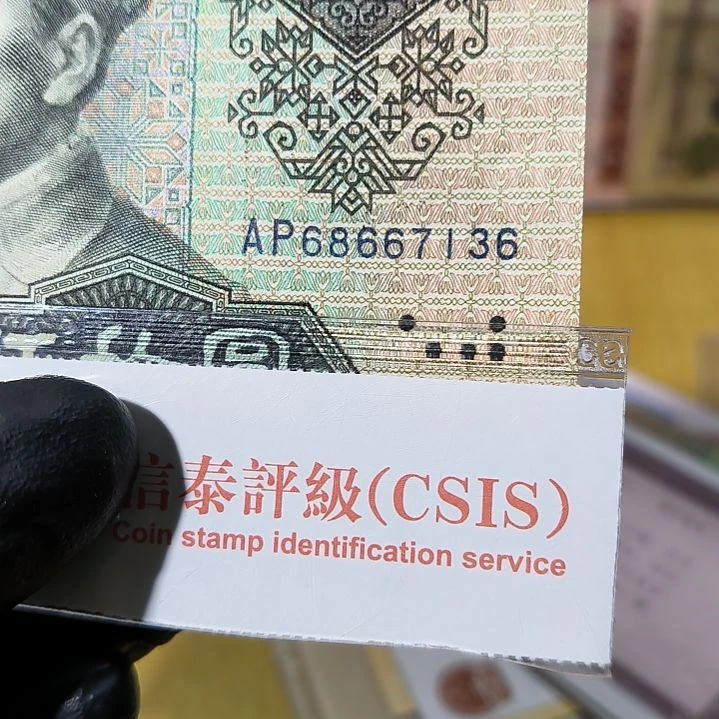 AP68667136
信泰評級(CSIS)
Coin stamp identification service